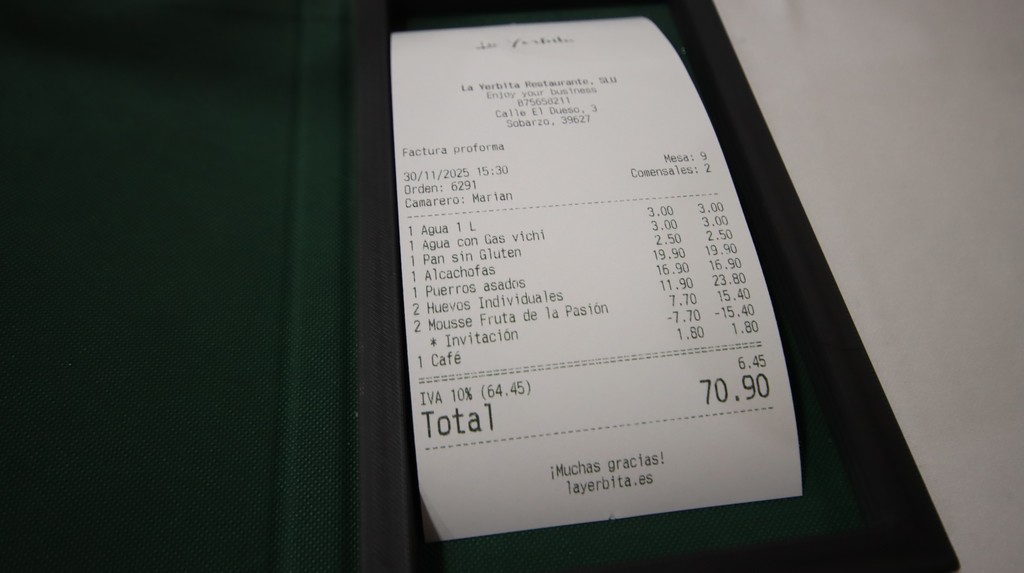 La Yerbita
La Yerbita Restaurante, SLU
Enjoy your business
B75658211
Calle El Dueso, 3
Sobarzo, 39627
Factura proforma
30/11/2025 15:30 Mesa: 9
Orden: 6291 Comensales: 2
Camarero: Marian
1 Agua 1 L 3.00 3.00
1 Agua con Gas vichi 3.00 3.00
1 Pan sin Gluten 2.50 2.50
1 Alcachofas 19.90 19.90
1 Puerros asados 16.90 16.90
2 Huevos Individuales 11.90 23.80
2 Mousse Fruta de la Pasión 7.70 15.40
* Invitación -7.70 -15.40
1 Café 1.80 1.80
IVA 10% (64.45) 6.45
Total 70.90
¡Muchas gracias!
layerbita.es